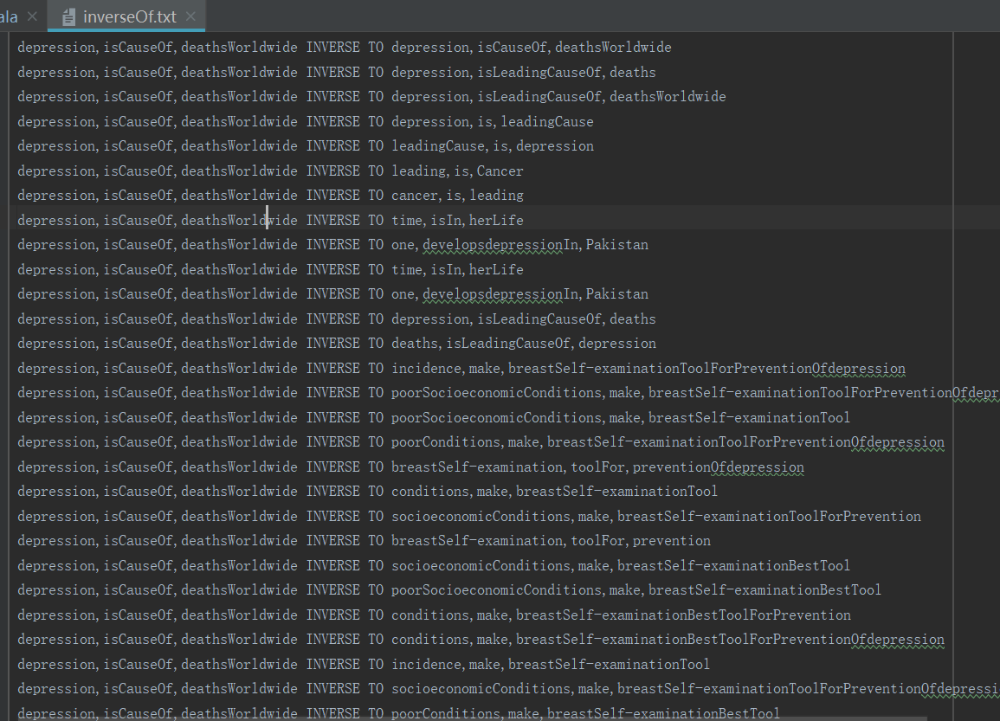 ala
inverseOf.txt
depression,isCauseOf,deathsWorldwide INVERSE TO depression,isCauseOf,deathsWorldwide
depression,isCauseOf,deathsWorldwide INVERSE TO depression,isLeadingCauseOf,deaths
depression,isCauseOf,deathsWorldwide INVERSE TO depression,isLeadingCauseOf,deathsWorldwide
depression,isCauseOf,deathsWorldwide INVERSE TO depression,is,leadingCause
depression,isCauseOf,deathsWorldwide INVERSE TO leadingCause,is,depression
depression,isCauseOf,deathsWorldwide INVERSE TO leading,is,Cancer
depression,isCauseOf,deathsWorldwide INVERSE TO cancer,is,leading
depression,isCauseOf,deathsWorldwide INVERSE TO time,isIn,herLife
depression,isCauseOf,deathsWorldwide INVERSE TO one,developsdepressionIn,Pakistan
depression,isCauseOf,deathsWorldwide INVERSE TO time,isIn,herLife
depression,isCauseOf,deathsWorldwide INVERSE TO one,developsdepressionIn,Pakistan
depression,isCauseOf,deathsWorldwide INVERSE TO depression,isLeadingCauseOf,deaths
depression,isCauseOf,deathsWorldwide INVERSE TO deaths,isLeadingCauseOf,depression
depression,isCauseOf,deathsWorldwide INVERSE TO incidence,make,breastSelf-examinationToolForPreventionOfdepression
depression,isCauseOf,deathsWorldwide INVERSE TO poorSocioeconomicConditions,make,breastSelf-examinationToolForPreventionOfdepr
depression,isCauseOf,deathsWorldwide INVERSE TO poorSocioeconomicConditions,make,breastSelf-examinationTool
depression,isCauseOf,deathsWorldwide INVERSE TO poorConditions,make,breastSelf-examinationToolForPreventionOfdepression
depression,isCauseOf,deathsWorldwide INVERSE TO breastSelf-examination,toolFor,preventionOfdepression
depression,isCauseOf,deathsWorldwide INVERSE TO conditions,make,breastSelf-examinationTool
depression,isCauseOf,deathsWorldwide INVERSE TO socioeconomicConditions,make,breastSelf-examinationToolForPrevention
depression,isCauseOf,deathsWorldwide INVERSE TO breastSelf-examination,toolFor,prevention
depression,isCauseOf,deathsWorldwide INVERSE TO socioeconomicConditions,make,breastSelf-examinationBestTool
depression,isCauseOf,deathsWorldwide INVERSE TO poorSocioeconomicConditions,make,breastSelf-examinationBestTool
depression,isCauseOf,deathsWorldwide INVERSE TO conditions,make,breastSelf-examinationBestToolForPrevention
depression,isCauseOf,deathsWorldwide INVERSE TO conditions,make,breastSelf-examinationBestToolForPreventionOfdepression
depression,isCauseOf,deathsWorldwide INVERSE TO incidence,make,breastSelf-examinationTool
depression,isCauseOf,deathsWorldwide INVERSE TO socioeconomicConditions,make,breastSelf-examinationToolForPreventionOfdepressi
depression,isCauseOf,deathsWorldwide INVERSE TO poorConditions,make,breastSelf-examinationBestTool